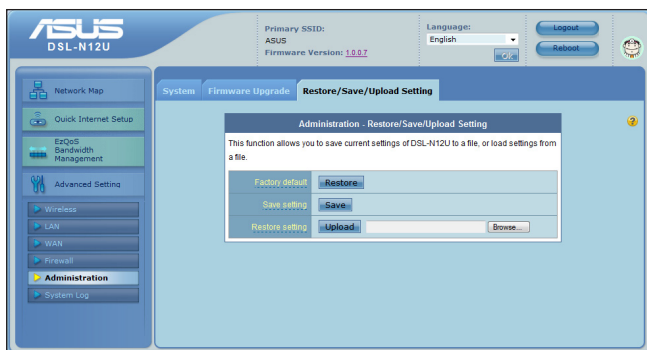 ASUS
DSL-N12U
Primary SSID:
ASUS
Firmware Version: 1.0.0.7
Language:
English
OK
Logout
Reboot
Network Map
Quick Internet Setup
EzQoS
Bandwidth
Management
Advanced Setting
Wireless
LAN
WAN
Firewall
Administration
System Log
System
Firmware Upgrade
Restore/Save/Upload Setting
Administration - Restore/Save/Upload Setting
This function allows you to save current settings of DSL-N12U to a file, or load settings from
a file.
Factory default Restore
Save setting Save
Restore setting Upload Browse...
?